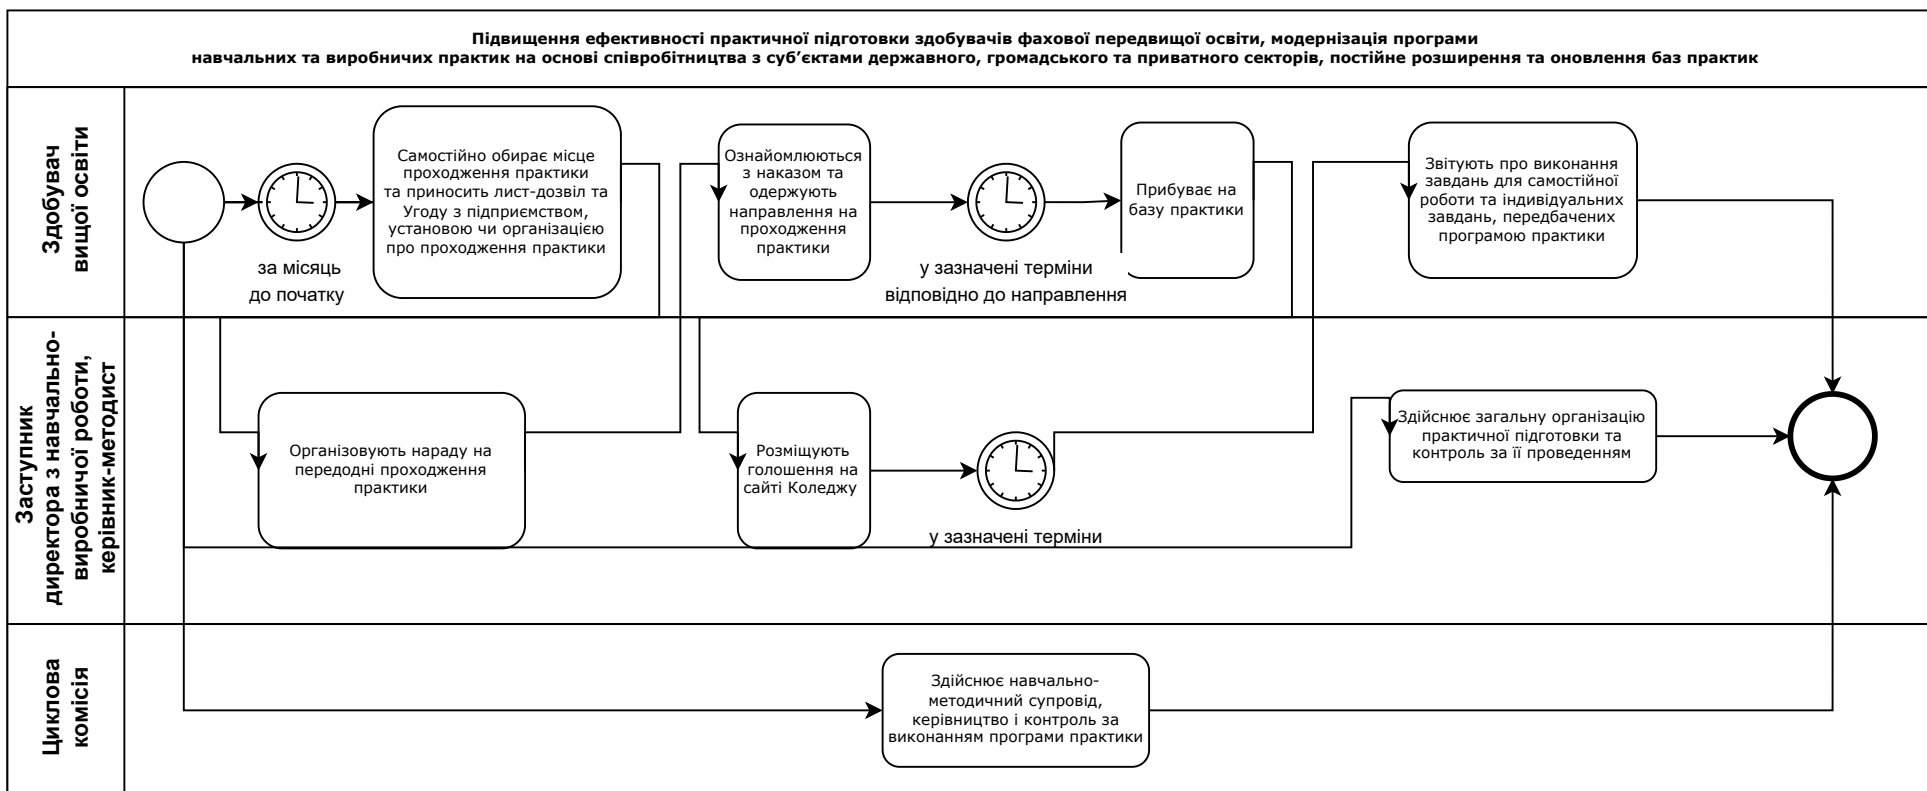 Підвищення ефективності практичної підготовки здобувачів фахової передвищої освіти, модернізація програми
навчальних та виробничих практик на основі співробітництва з суб’єктами державного, громадського та приватного секторів, постійне розширення та оновлення баз практик
Здобувач
вищої освіти
за місяць
до початку
Самостійно обирає місце
проходження практики
та приносить лист-дозвіл та
Угоду з підприємством,
установою чи організацією
про проходження практики
Ознайомлюються
з наказом та
одержують
направлення на
проходження
практики
у зазначені терміни
відповідно до направлення
Прибуває на
базу практики
Звітують про виконання
завдань для самостійної
роботи та індивідуальних
завдань, передбачених
програмою практики
Заступник
директора з навчально-
виробничої роботи,
керівник-методист
Організовують нараду на
передодні проходження
практики
Розміщують
голошення на
сайті Коледжу
у зазначені терміни
Здійснює загальну організацію
практичної підготовки та
контроль за її проведенням
Циклова
комісія
Здійснює навчально-
методичний супровід,
керівництво і контроль за
виконанням програми практики